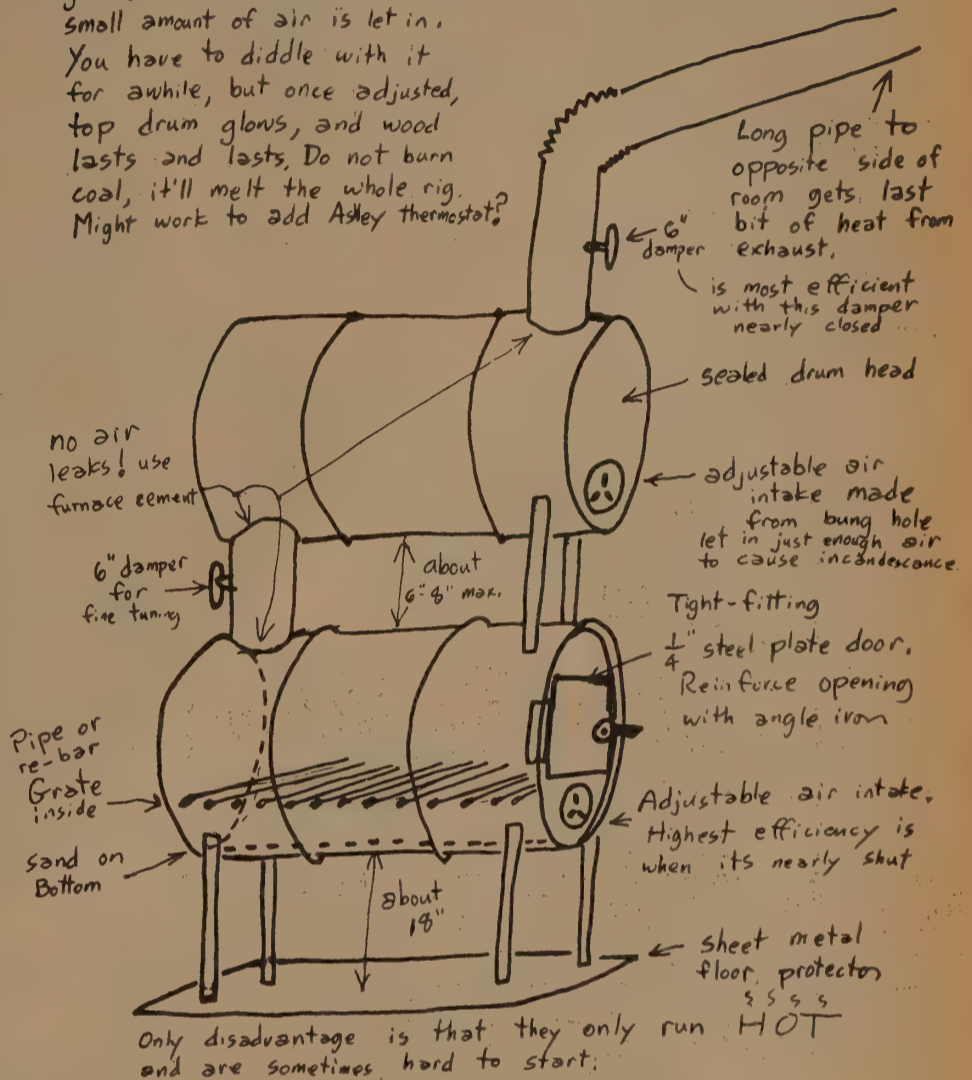 small amount of air is let in.
You have to diddle with it
for awhile, but once adjusted,
top drum glows, and wood
lasts and lasts. Do not burn
coal, it'll melt the whole rig.
Might work to add Ashley thermostat?
Long pipe to
opposite side of
room gets last
bit of heat from
exhaust.
6"
damper
is most efficient
with this damper
nearly closed
sealed drum head
no air
leaks! use
furnace cement
adjustable air
intake made
from bung hole
let in just enough air
to cause incandescance.
6" damper
for
fine tuning
about
6"-8" max.
Tight-fitting
1/4" steel plate door.
Reinforce opening
with angle iron
Pipe or
re-bar
Grate
inside
Adjustable air intake.
Highest efficiency is
when its nearly shut
sand on
Bottom
about
18"
sheet metal
floor protector
Only disadvantage is that they only run HOT
and are sometimes hard to start.